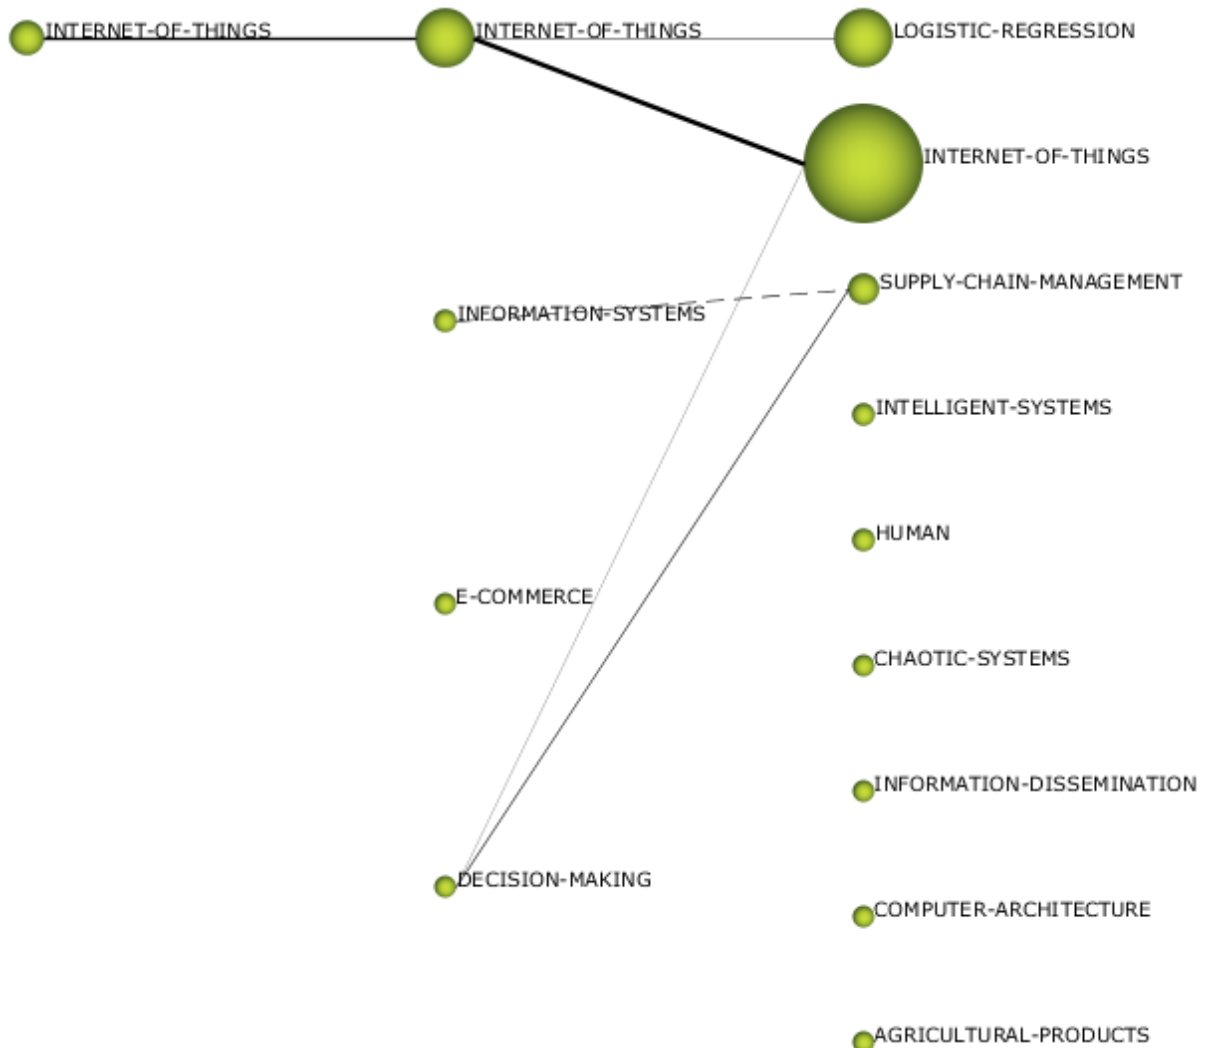 INTERNET-OF-THINGS
INTERNET-OF-THINGS
LOGISTIC-REGRESSION
INTERNET-OF-THINGS
SUPPLY-CHAIN-MANAGEMENT
INFORMATION-SYSTEMS
INTELLIGENT-SYSTEMS
HUMAN
E-COMMERCE
CHAOTIC-SYSTEMS
INFORMATION-DISSEMINATION
DECISION-MAKING
COMPUTER-ARCHITECTURE
AGRICULTURAL-PRODUCTS